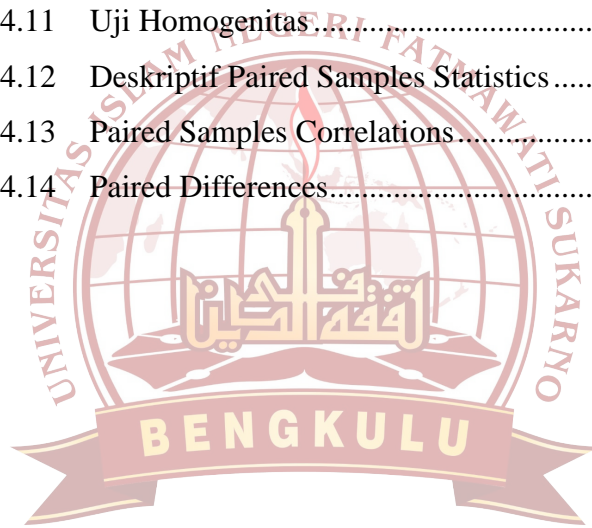 4.11 Uji Homogenitas................................
4.12 Deskriptif Paired Samples Statistics.....
4.13 Paired Samples Correlations................
4.14 Paired Differences................................
UNIVERSITAS ISLAM NEGERI FATMAWATI SUKARNO
BENGKULU